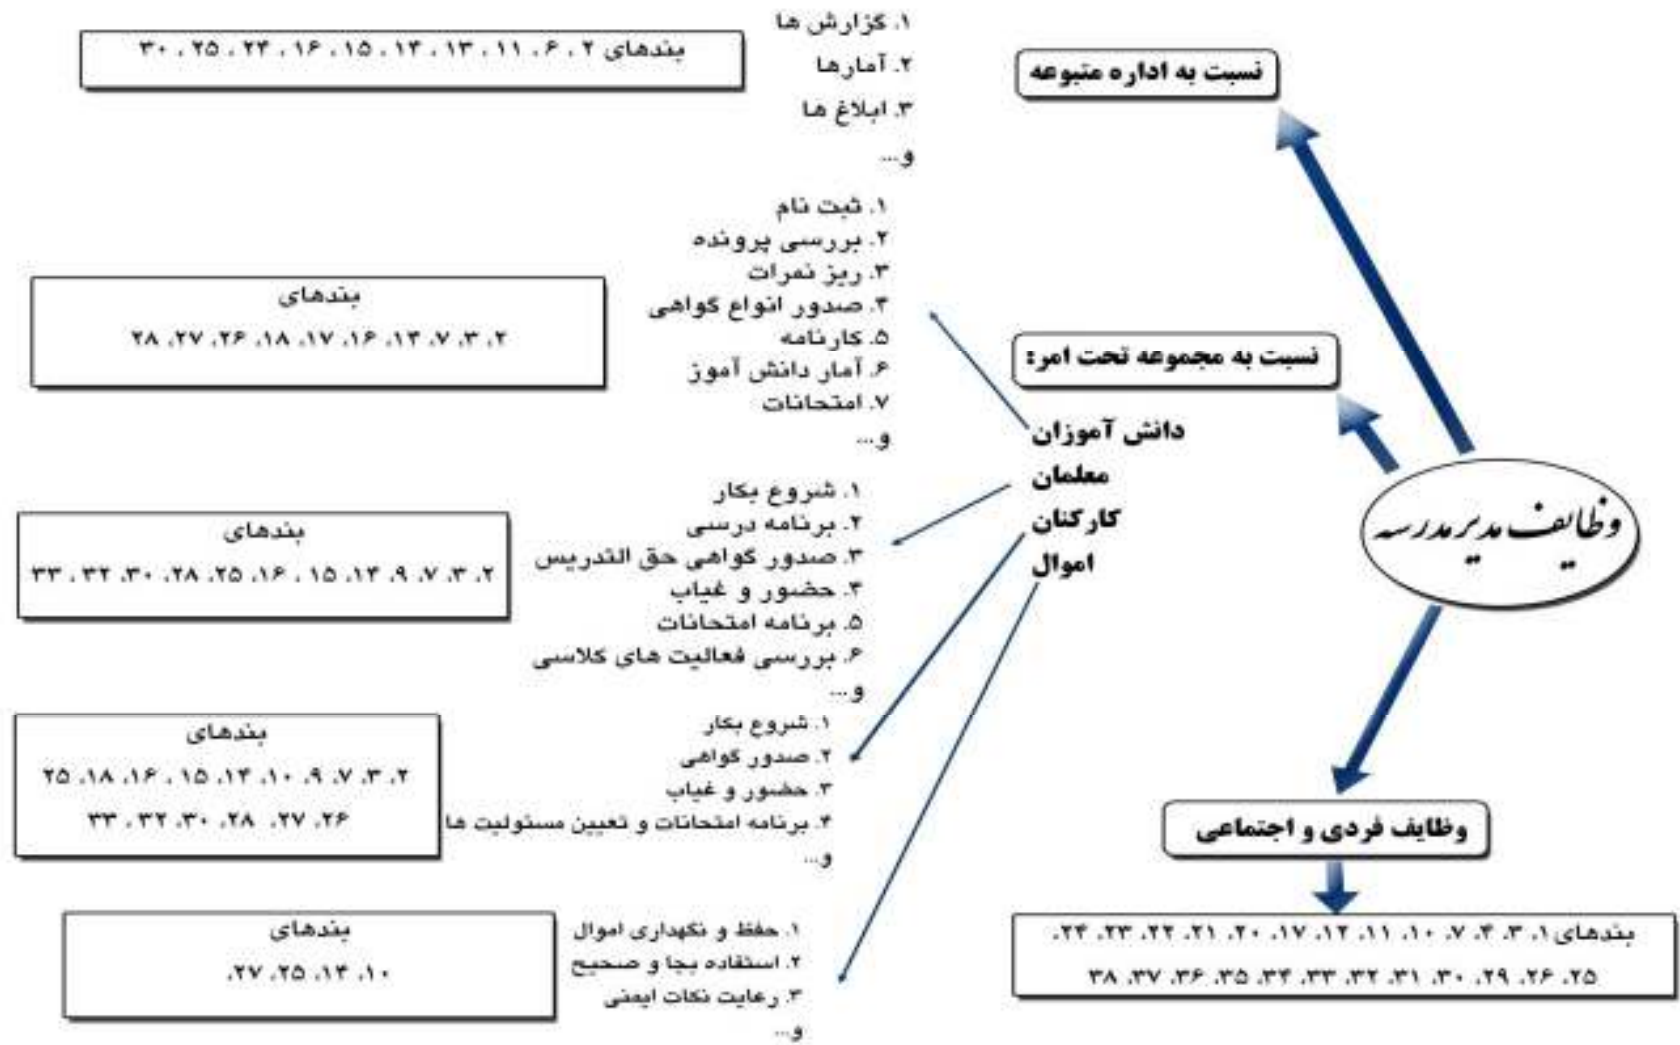 وظایف مدیر مدرسه
نسبت به اداره متبوعه
۱. گزارش ها
۲. آمارها
۳. ابلاغ ها
و...
بندهای ۲ ، ۶ ، ۱۱ ، ۱۳ ، ۱۴ ، ۱۵ ، ۱۶ ، ۲۴ ، ۲۵ ، ۳۰
نسبت به مجموعه تحت امر:
دانش آموزان
معلمان
کارکنان
اموال
۱. ثبت نام
۲. بررسی پرونده
۳. ریز نمرات
۴. صدور انواع گواهی
۵. کارنامه
۶. آمار دانش آموز
۷. امتحانات
و...
بندهای
۲، ۳، ۷، ۱۴، ۱۶، ۱۷، ۱۸، ۲۶، ۲۷، ۲۸
۱. شروع بکار
۲. برنامه درسی
۳. صدور گواهی حق التدریس
۴. حضور و غیاب
۵. برنامه امتحانات
۶. بررسی فعالیت های کلاسی
و...
بندهای
۲، ۳، ۷، ۹، ۱۴، ۱۵ ، ۱۶، ۲۵، ۲۸، ۳۰، ۳۲ ، ۳۳
۱. شروع بکار
۲. صدور گواهی
۳. حضور و غیاب
۴. برنامه امتحانات و تعیین مسئولیت ها
و...
بندهای
۲، ۳، ۷، ۹، ۱۰، ۱۴، ۱۵ ، ۱۶، ۱۸، ۲۵
۲۶، ۲۷، ۲۸، ۳۰، ۳۲ ، ۳۳
۱. حفظ و نگهداری اموال
۲. استفاده بجا و صحیح
۳. رعایت نکات ایمنی
و...
بندهای
۱۰، ۱۴، ۲۵، ۲۷،
وظایف فردی و اجتماعی
بندهای ۱، ۳، ۴، ۷، ۱۰، ۱۱، ۱۲، ۱۷، ۲۰، ۲۱، ۲۲، ۲۳، ۲۴،
۲۵، ۲۶، ۲۹، ۳۰، ۳۱، ۳۲، ۳۳، ۳۴، ۳۵، ۳۶، ۳۷، ۳۸